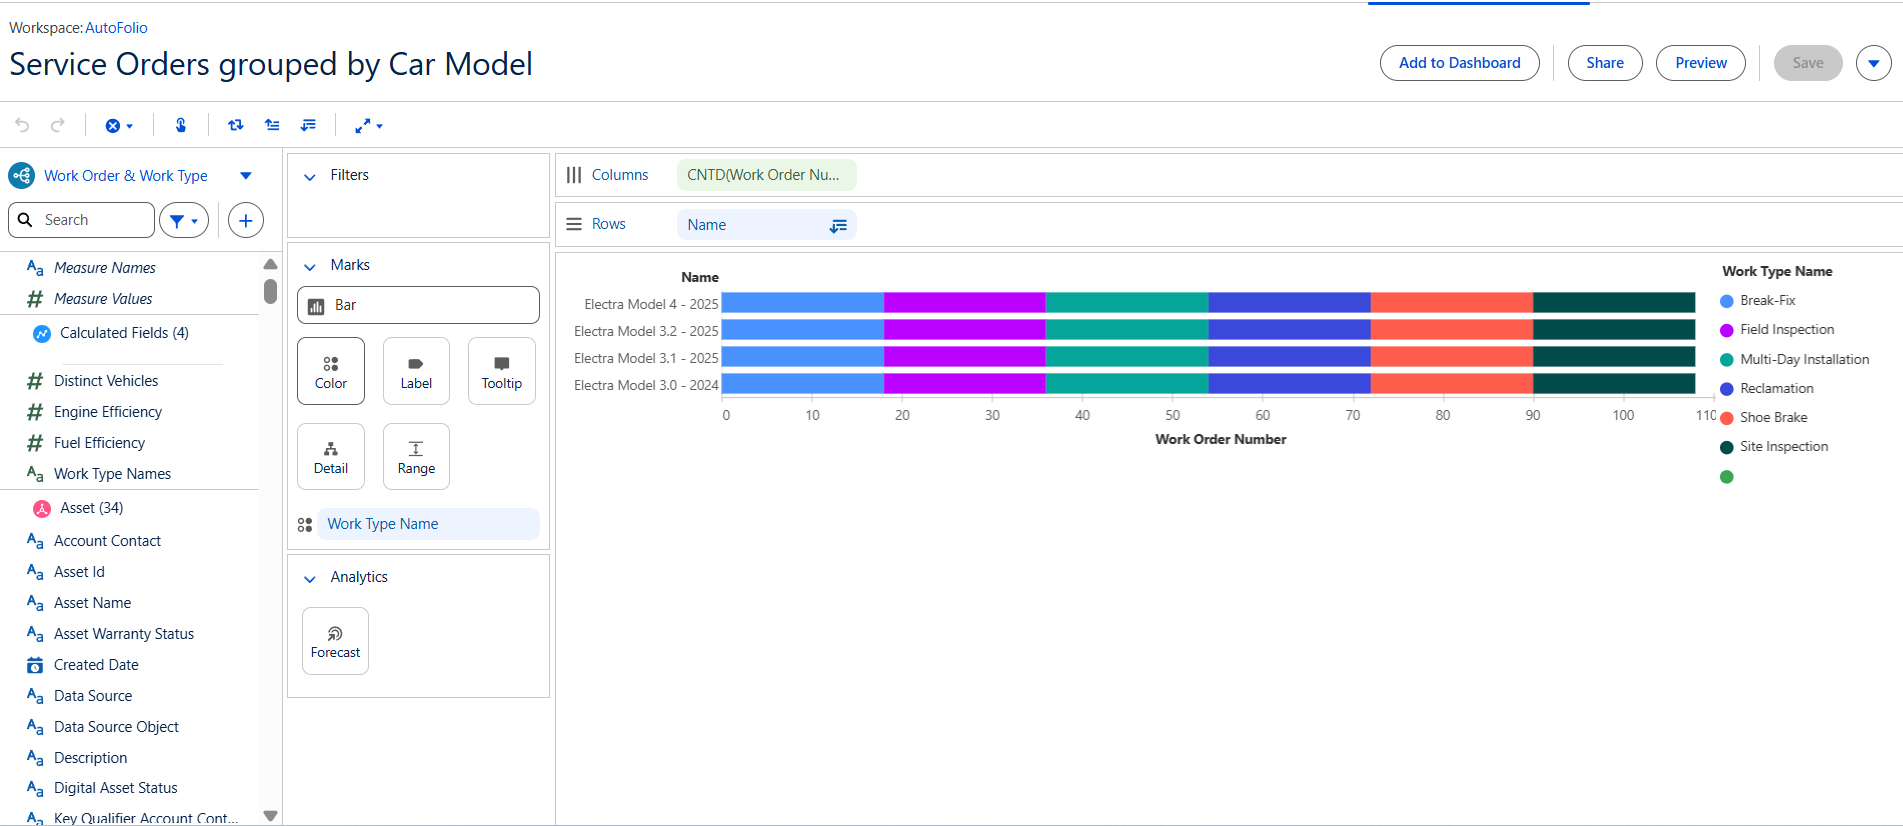 Workspace: AutoFolio
Service Orders grouped by Car Model
Add to Dashboard
Share
Preview
Save
Work Order & Work Type
Search
Measure Names
Measure Values
Calculated Fields (4)
Distinct Vehicles
Engine Efficiency
Fuel Efficiency
Work Type Names
Asset (34)
Account Contact
Asset Id
Asset Name
Asset Warranty Status
Created Date
Data Source
Data Source Object
Description
Digital Asset Status
Key Qualifier Account Cont...
Filters
Marks
Bar
Color
Label
Tooltip
Detail
Range
Work Type Name
Analytics
Forecast
Columns
CNTD(Work Order Nu...
Rows
Name
Name
Electra Model 4 - 2025
Electra Model 3.2 - 2025
Electra Model 3.1 - 2025
Electra Model 3.0 - 2024
0 10 20 30 40 50 60 70 80 90 100 110
Work Order Number
Work Type Name
Break-Fix
Field Inspection
Multi-Day Installation
Reclamation
Shoe Brake
Site Inspection